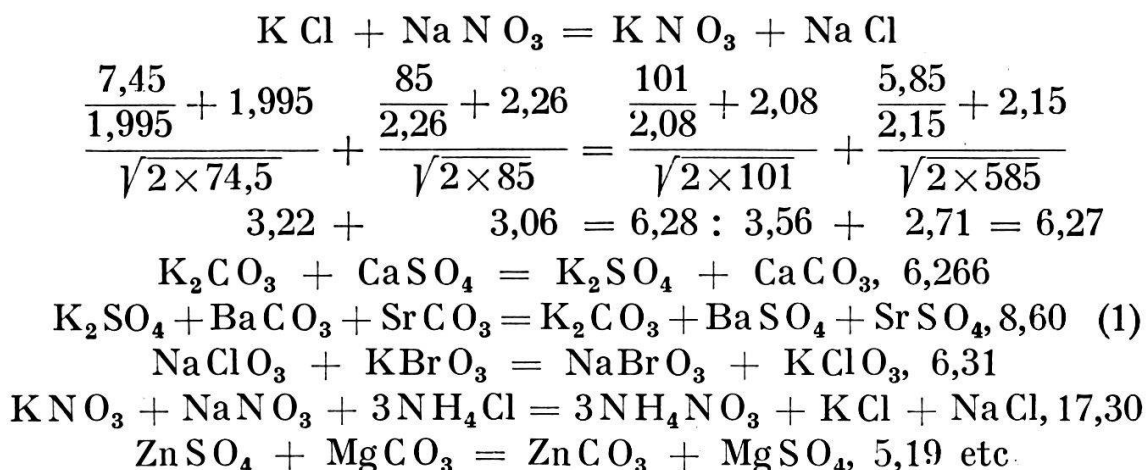 K Cl + Na N O₃ = K N O₃ + Na Cl
7,45/1,995 + 1,995 / √2×74,5 + 85/2,26 + 2,26 / √2×85 = 101/2,08 + 2,08 / √2×101 + 5,85/2,15 + 2,15 / √2×585
3,22 + 3,06 = 6,28 : 3,56 + 2,71 = 6,27
K₂CO₃ + CaSO₄ = K₂SO₄ + CaCO₃, 6,266
K₂SO₄ + BaCO₃ + SrCO₃ = K₂CO₃ + BaSO₄ + SrSO₄, 8,60 (1)
NaClO₃ + KBrO₃ = NaBrO₃ + KClO₃, 6,31
KNO₃ + NaNO₃ + 3NH₄Cl = 3NH₄NO₃ + KCl + NaCl, 17,30
ZnSO₄ + MgCO₃ = ZnCO₃ + MgSO₄, 5,19 etc.